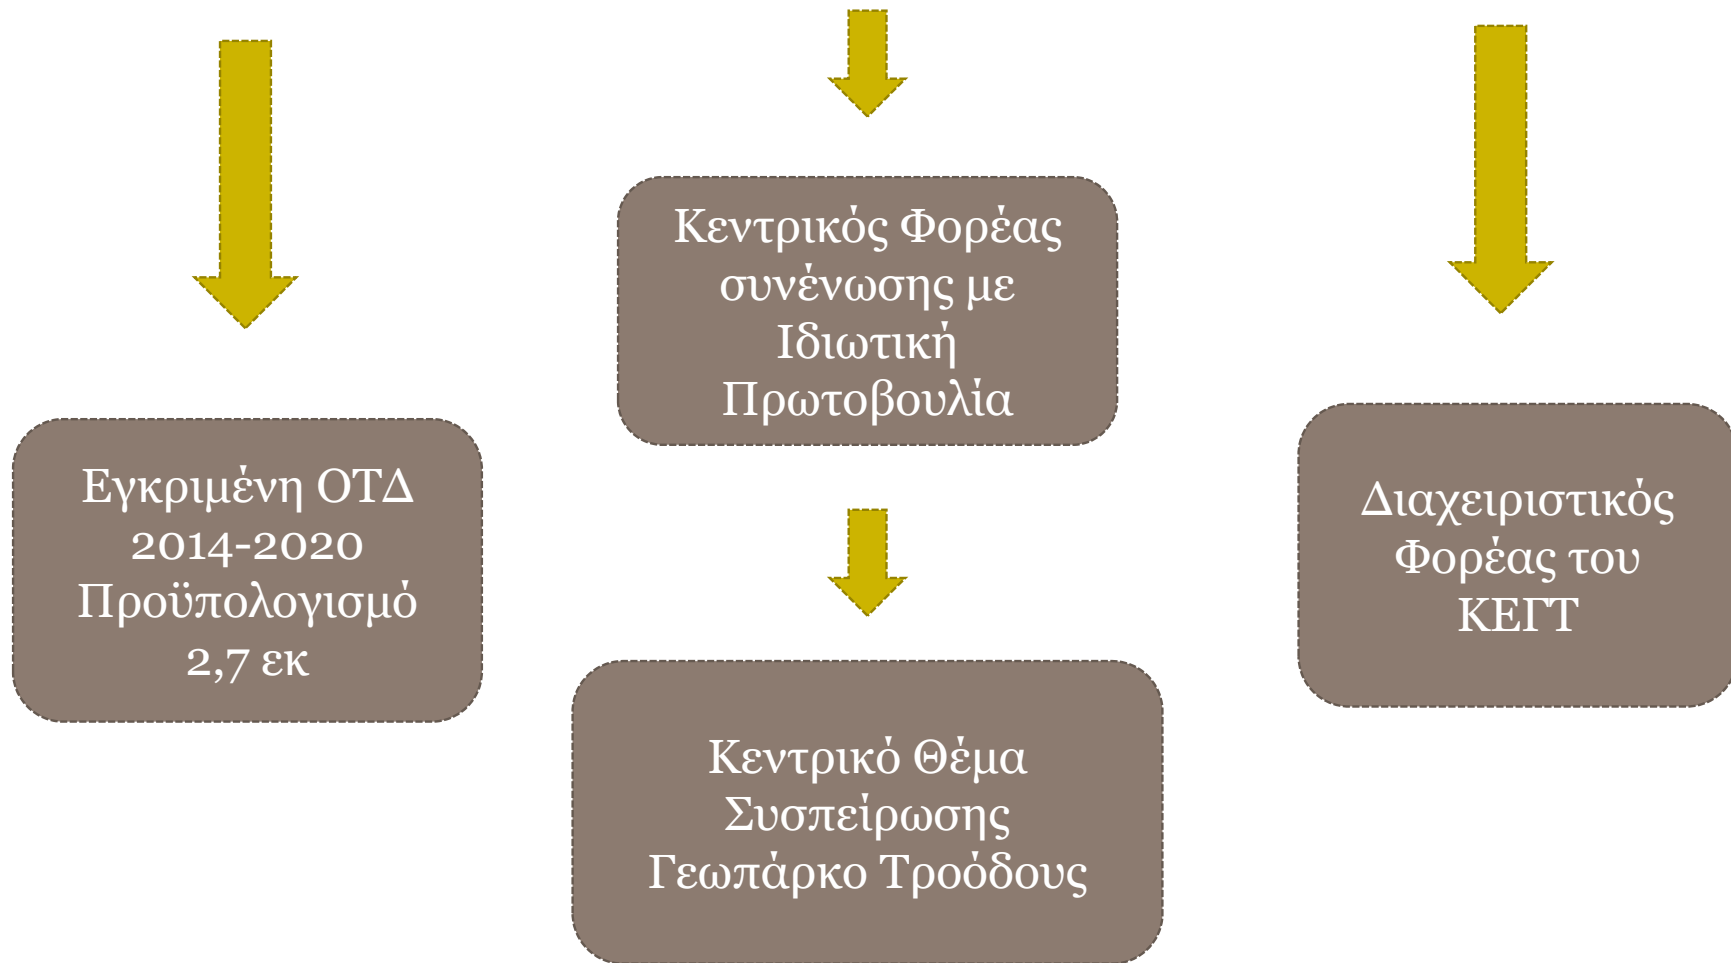 Κεντρικός Φορέας
συνένωσης με
Ιδιωτική
Πρωτοβουλία
Εγκριμένη ΟΤΔ
2014-2020
Προϋπολογισμό
2,7 εκ
Διαχειριστικός
Φορέας του
ΚΕΓΤ
Κεντρικό Θέμα
Συσπείρωσης
Γεωπάρκο Τροόδους